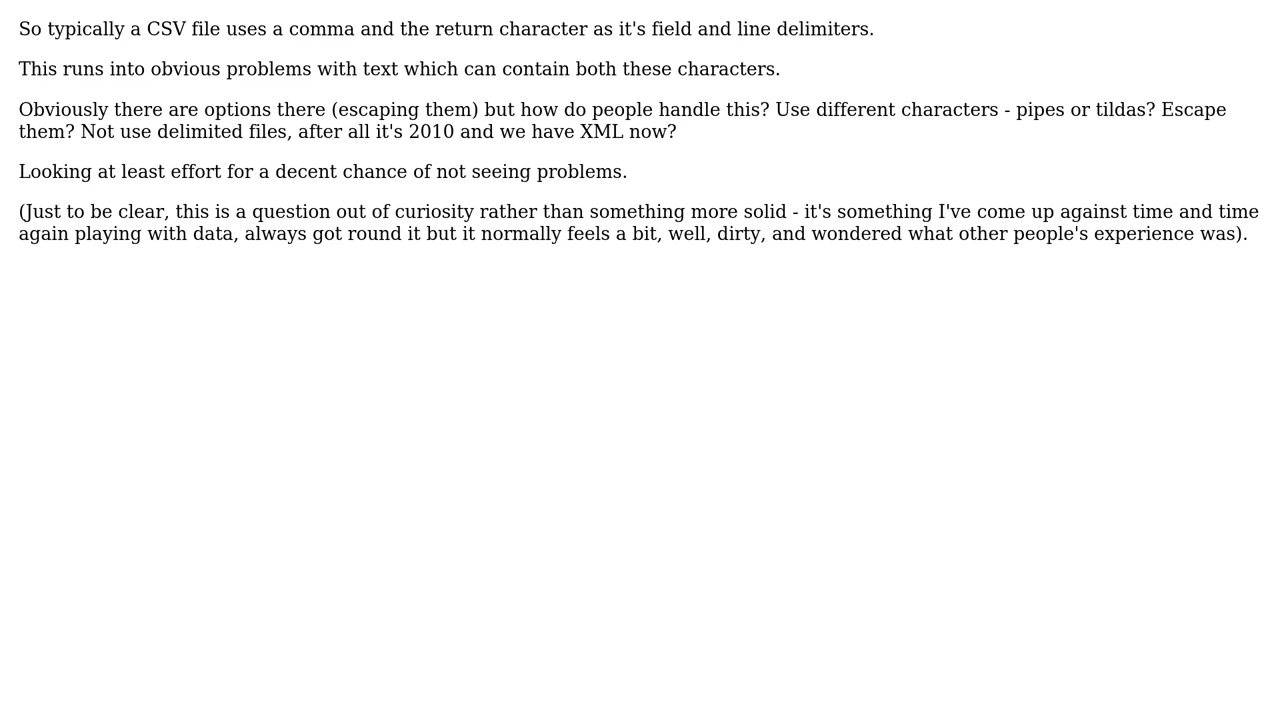 So typically a CSV file uses a comma and the return character as it's field and line delimiters.
This runs into obvious problems with text which can contain both these characters.
Obviously there are options there (escaping them) but how do people handle this? Use different characters - pipes or tildas? Escape
them? Not use delimited files, after all it's 2010 and we have XML now?
Looking at least effort for a decent chance of not seeing problems.
(Just to be clear, this is a question out of curiosity rather than something more solid - it's something I've come up against time and time
again playing with data, always got round it but it normally feels a bit, well, dirty, and wondered what other people's experience was).